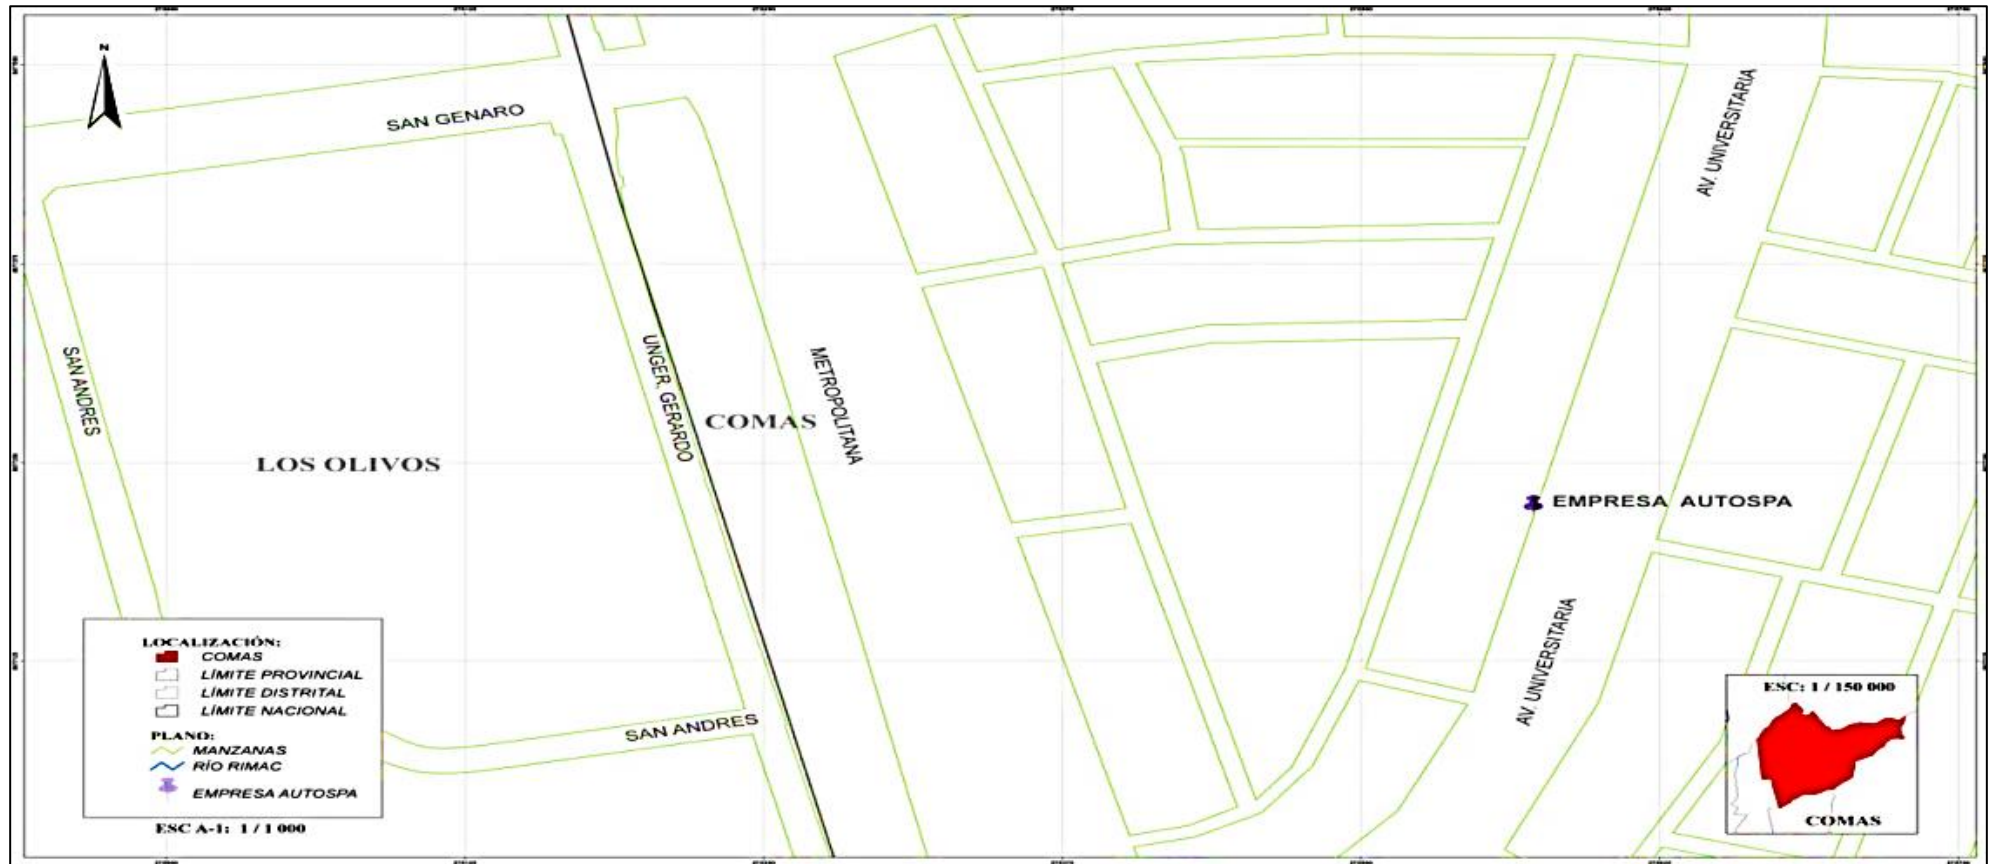 N
SAN GENARO
AV. UNIVERSITARIA
SAN ANDRES
UNGER, GERARDO
METROPOLITANA
COMAS
LOS OLIVOS
EMPRESA AUTOSPA
AV. UNIVERSITARIA
SAN ANDRES
LOCALIZACIÓN:
COMAS
LÍMITE PROVINCIAL
LÍMITE DISTRITAL
LÍMITE NACIONAL
PLANO:
MANZANAS
RÍO RIMAC
EMPRESA AUTOSPA
ESC A-1: 1 / 1 000
ESC: 1 / 150 000
COMAS